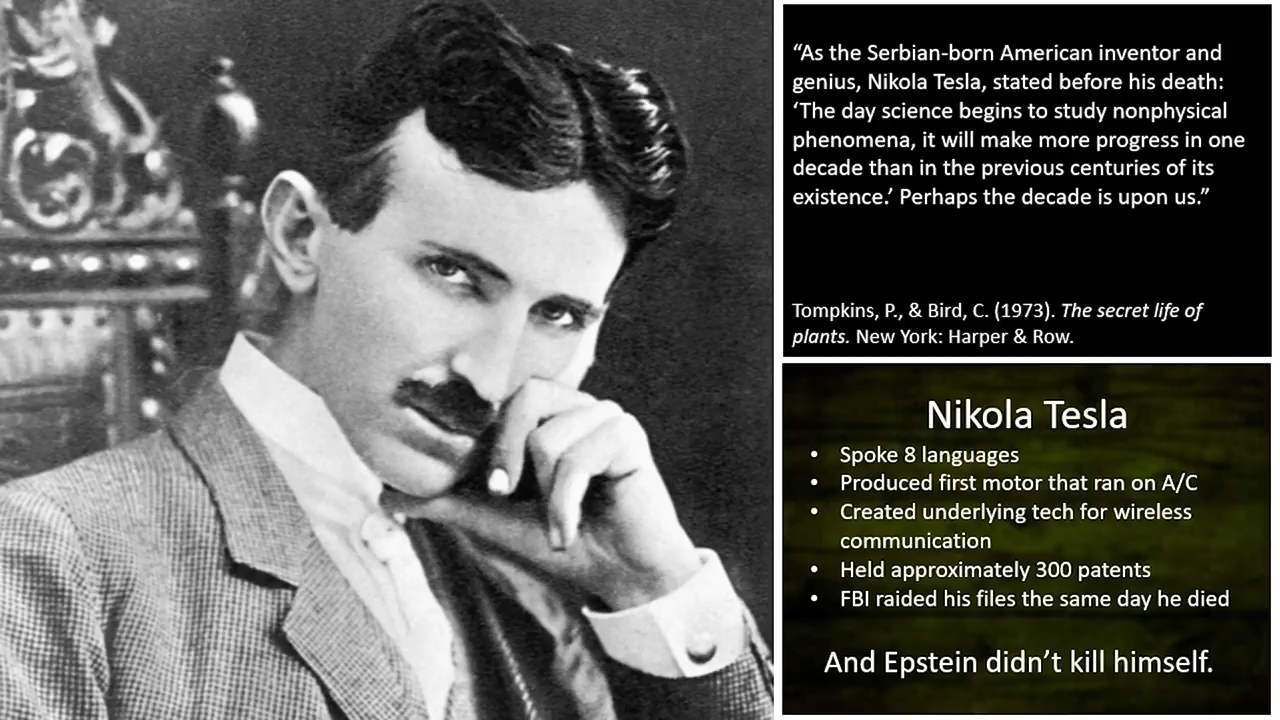 “As the Serbian-born American inventor and
genius, Nikola Tesla, stated before his death:
‘The day science begins to study nonphysical
phenomena, it will make more progress in one
decade than in the previous centuries of its
existence.’ Perhaps the decade is upon us.”
Tompkins, P., & Bird, C. (1973). The secret life of
plants. New York: Harper & Row.
Nikola Tesla
• Spoke 8 languages
• Produced first motor that ran on A/C
• Created underlying tech for wireless
communication
• Held approximately 300 patents
• FBI raided his files the same day he died
And Epstein didn’t kill himself.